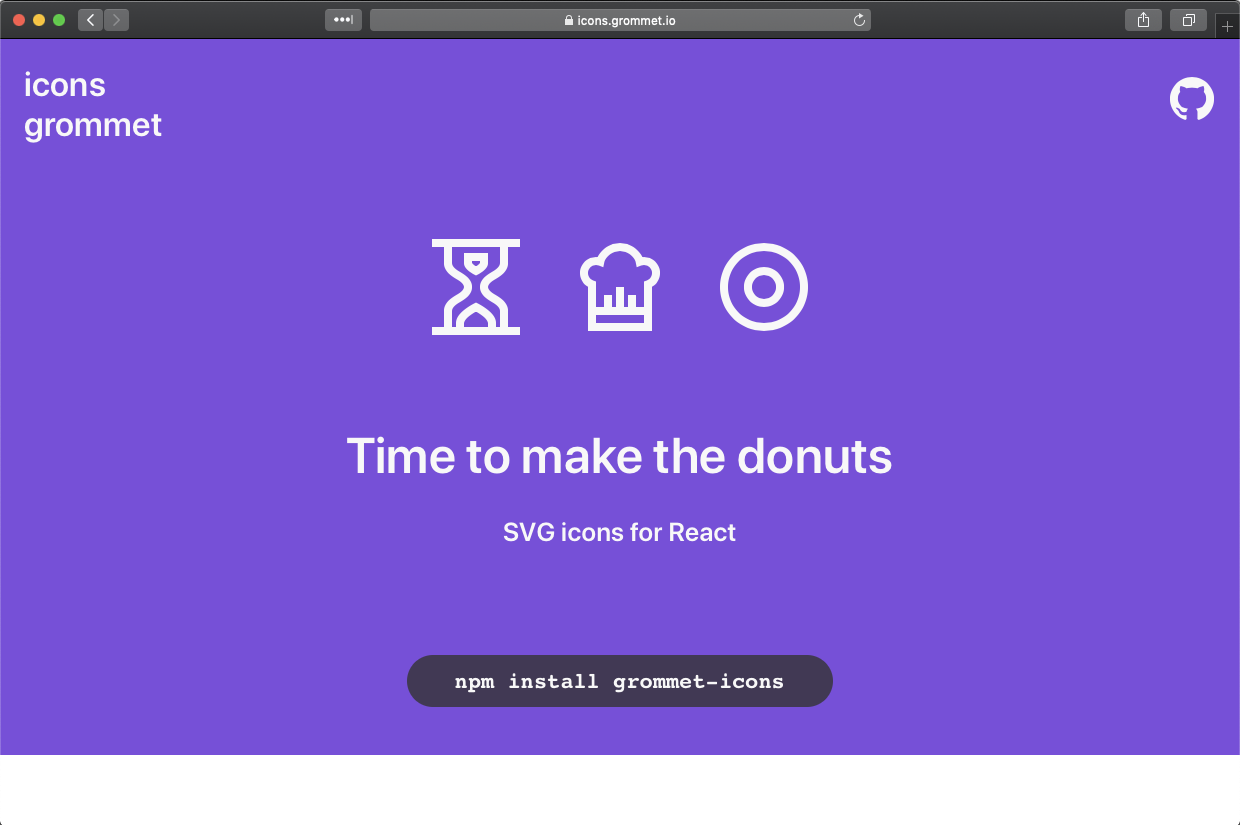 icons.grommet.io
icons
grommet
Time to make the donuts
SVG icons for React
npm install grommet-icons